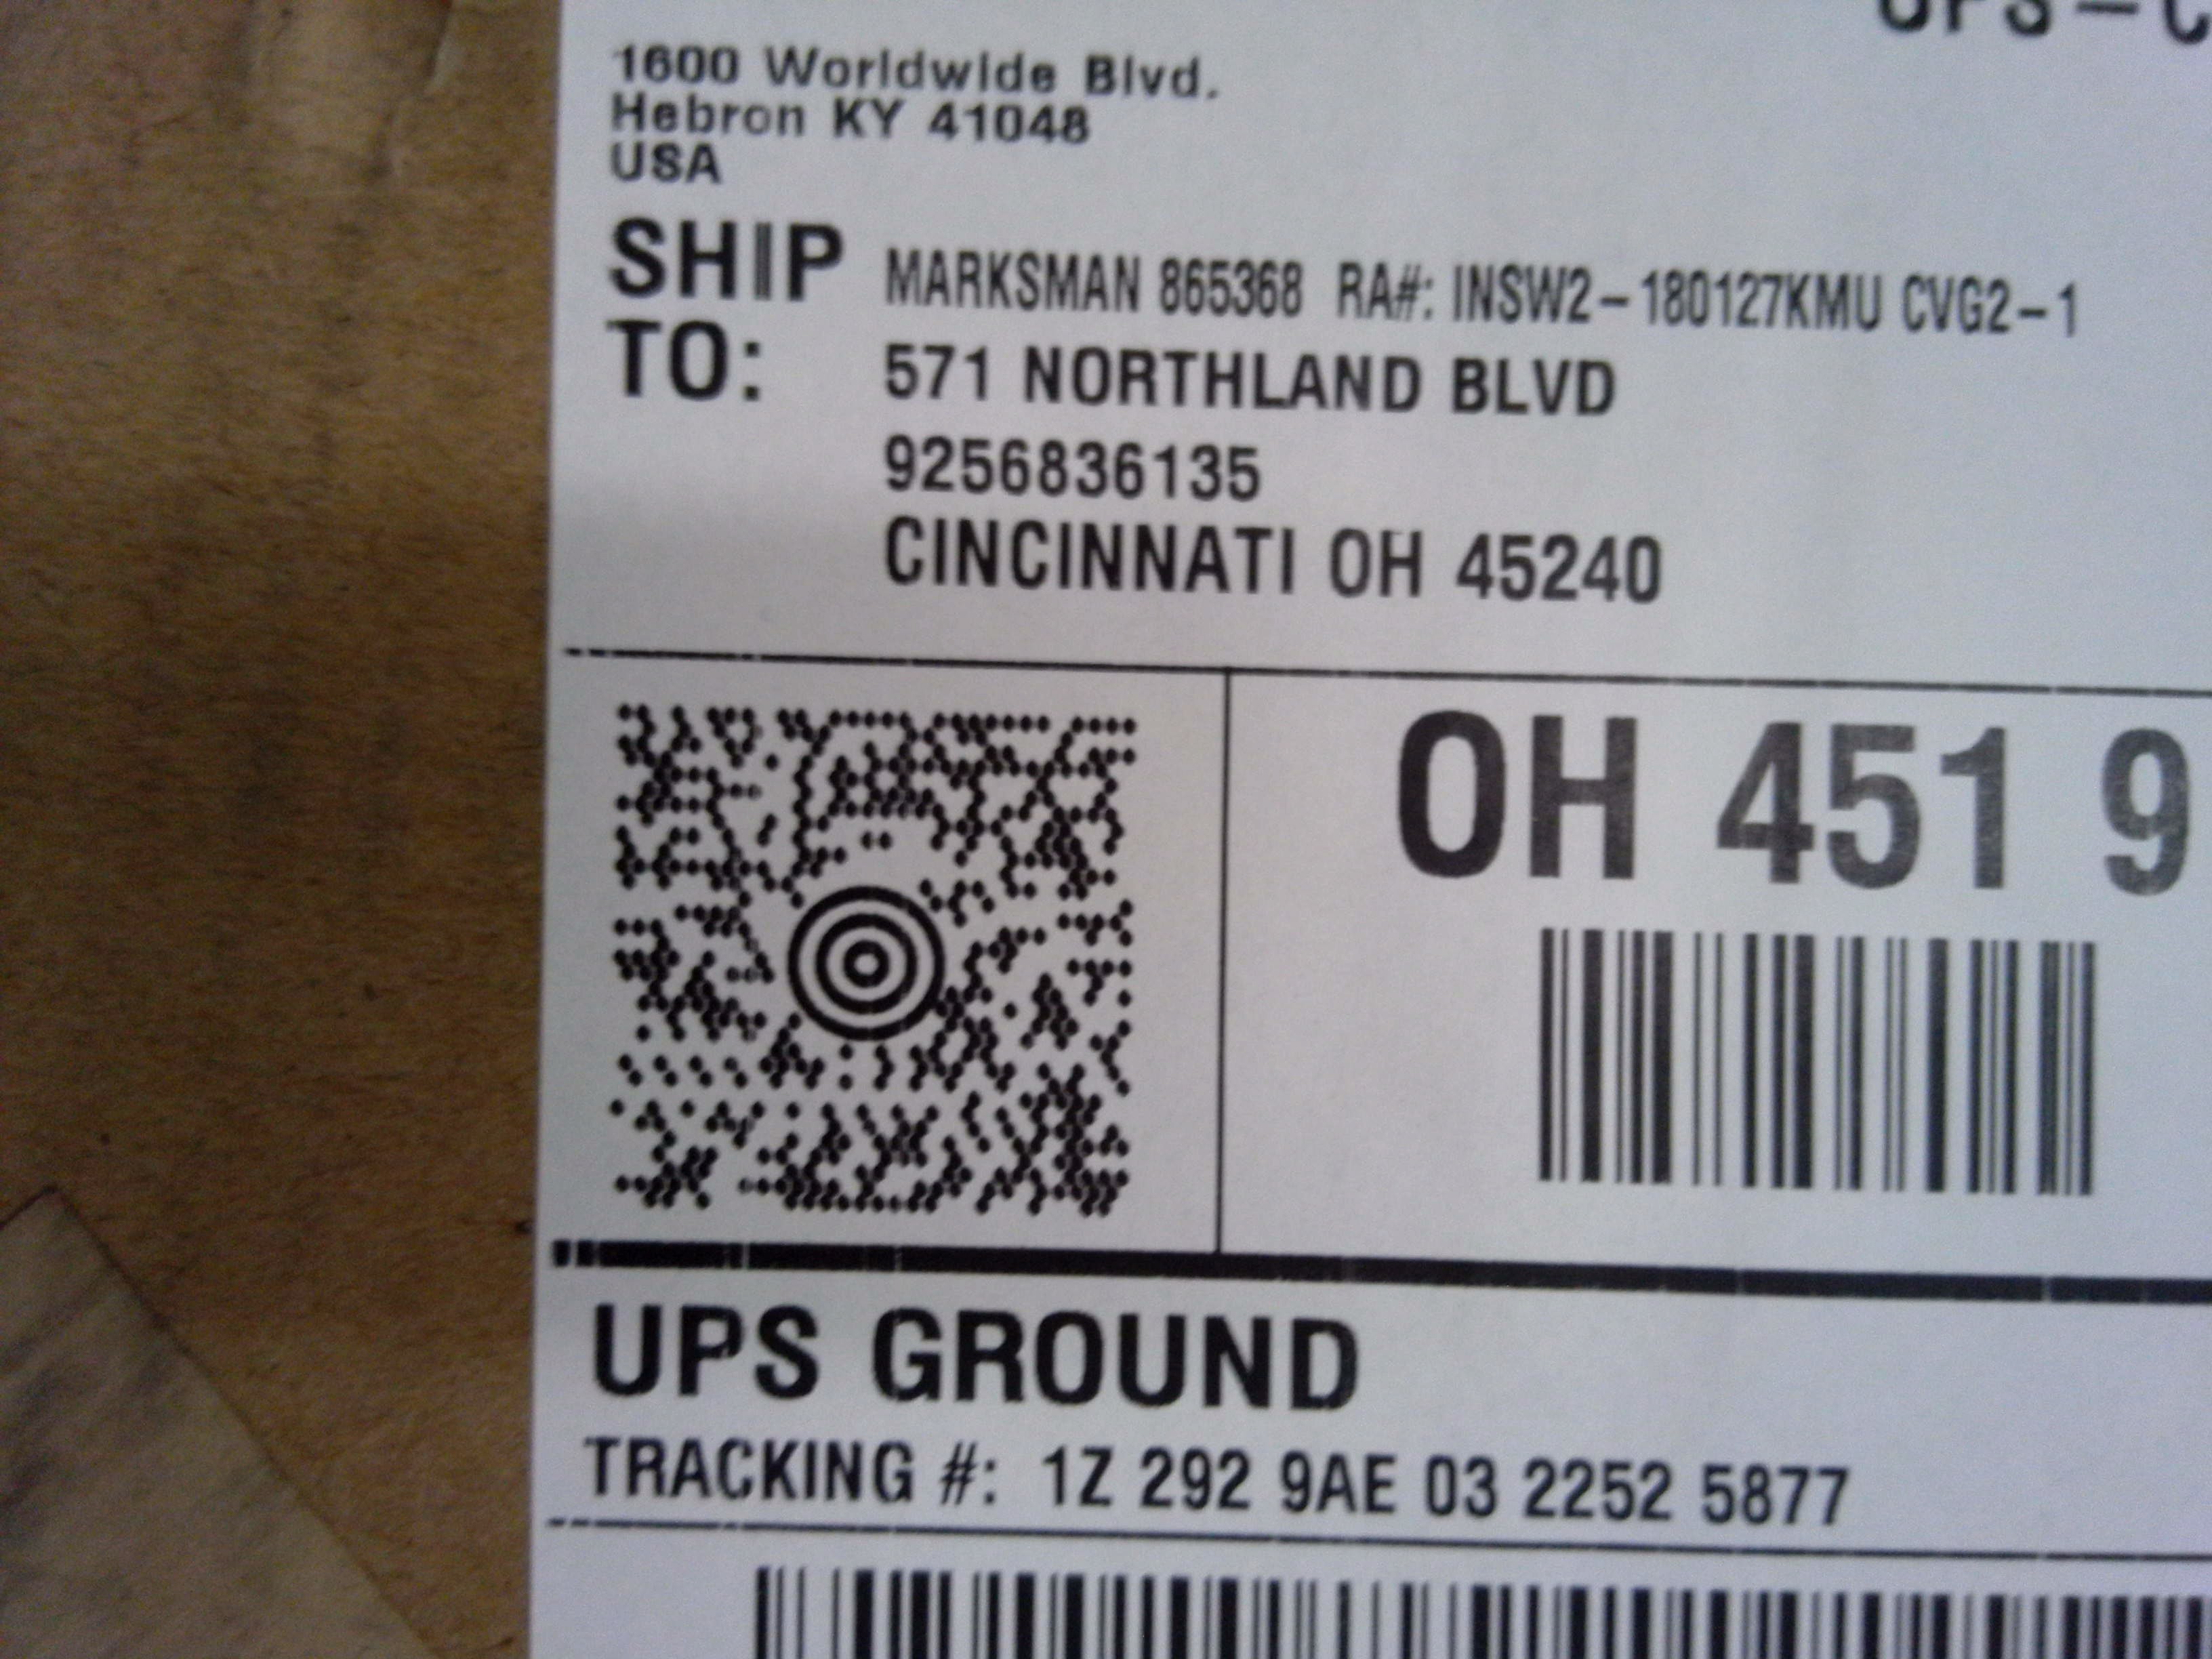 1600 Worldwide Blvd.
Hebron KY 41048
USA
SHIP TO:
MARKSMAN 865368 RA#: INSW2-180127KMU CVG2-1
571 NORTHLAND BLVD
9256836135
CINCINNATI OH 45240
OH 451 9
UPS GROUND
TRACKING #: 1Z 292 9AE 03 2252 5877